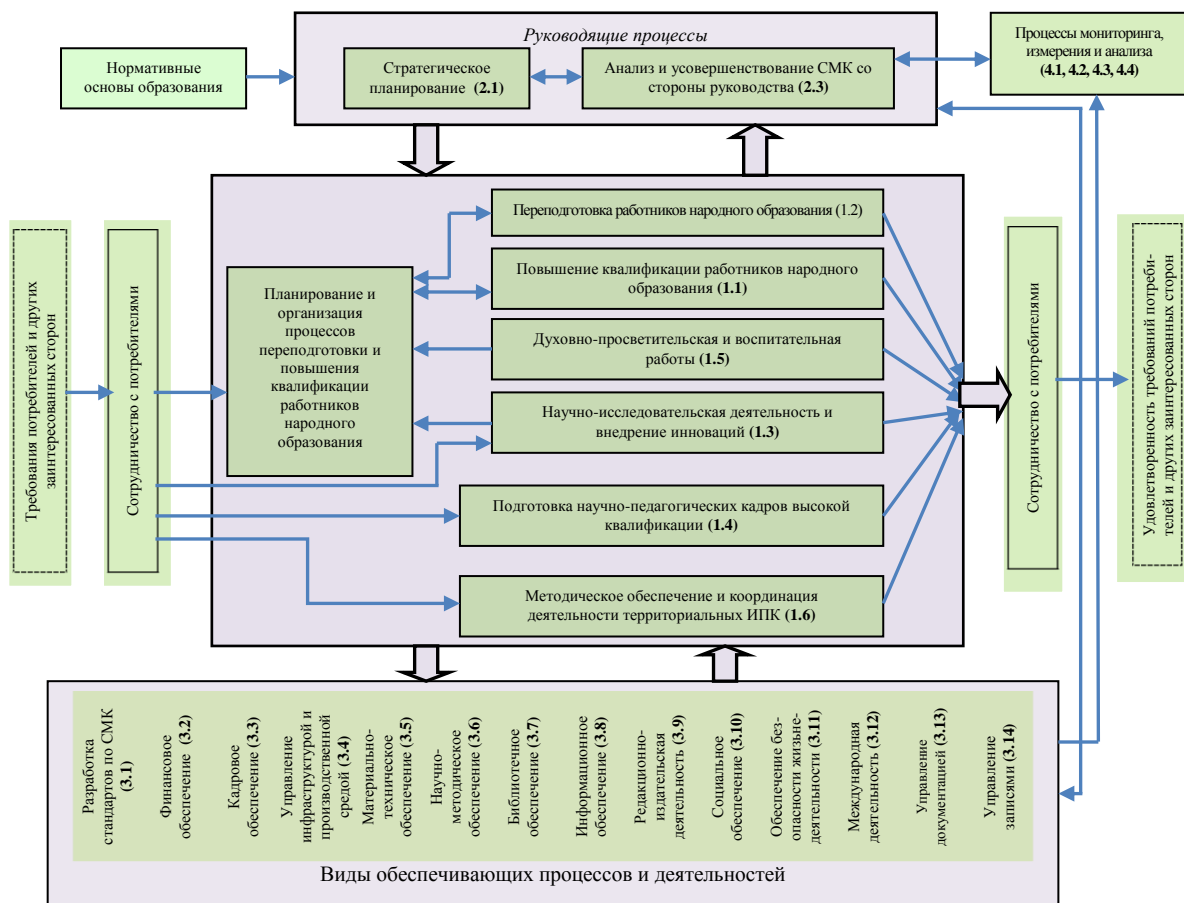 Руководящие процессы
Нормативные
основы образования
Стратегическое
планирование (2.1)
Анализ и усовершенствование СМК со
стороны руководства (2.3)
Процессы мониторинга,
измерения и анализа
(4.1, 4.2, 4.3, 4.4)
Требования потребителей и других
заинтересованных сторон
Сотрудничество с потребителями
Планирование и
организация
процессов
переподготовки и
повышения
квалификации
работников
народного
образования
Переподготовка работников народного образования (1.2)
Повышение квалификации работников народного
образования (1.1)
Духовно-просветительская и воспитательная
работы (1.5)
Научно-исследовательская деятельность и
внедрение инноваций (1.3)
Подготовка научно-педагогических кадров высокой
квалификации (1.4)
Методическое обеспечение и координация
деятельности территориальных ИПК (1.6)
Сотрудничество с потребителями
Удовлетворенность требований потреби-
телей и других заинтересованных сторон
Разработка
стандартов по СМК
(3.1)
Финансовое
обеспечение (3.2)
Кадровое
обеспечение (3.3)
Управление
инфраструктурой и
производственной
средой (3.4)
Материально-
техническое
обеспечение (3.5)
Научно-
методическое
обеспечение (3.6)
Библиотечное
обеспечение (3.7)
Информационное
обеспечение (3.8)
Редакционно-
издательская
деятельность (3.9)
Социальное
обеспечение (3.10)
Обеспечение без-
опасности жизьне-
деятельности (3.11)
Международная
деятельность (3.12)
Управление
документацией (3.13)
Управление
записями (3.14)
Виды обеспечивающих процессов и деятельностей